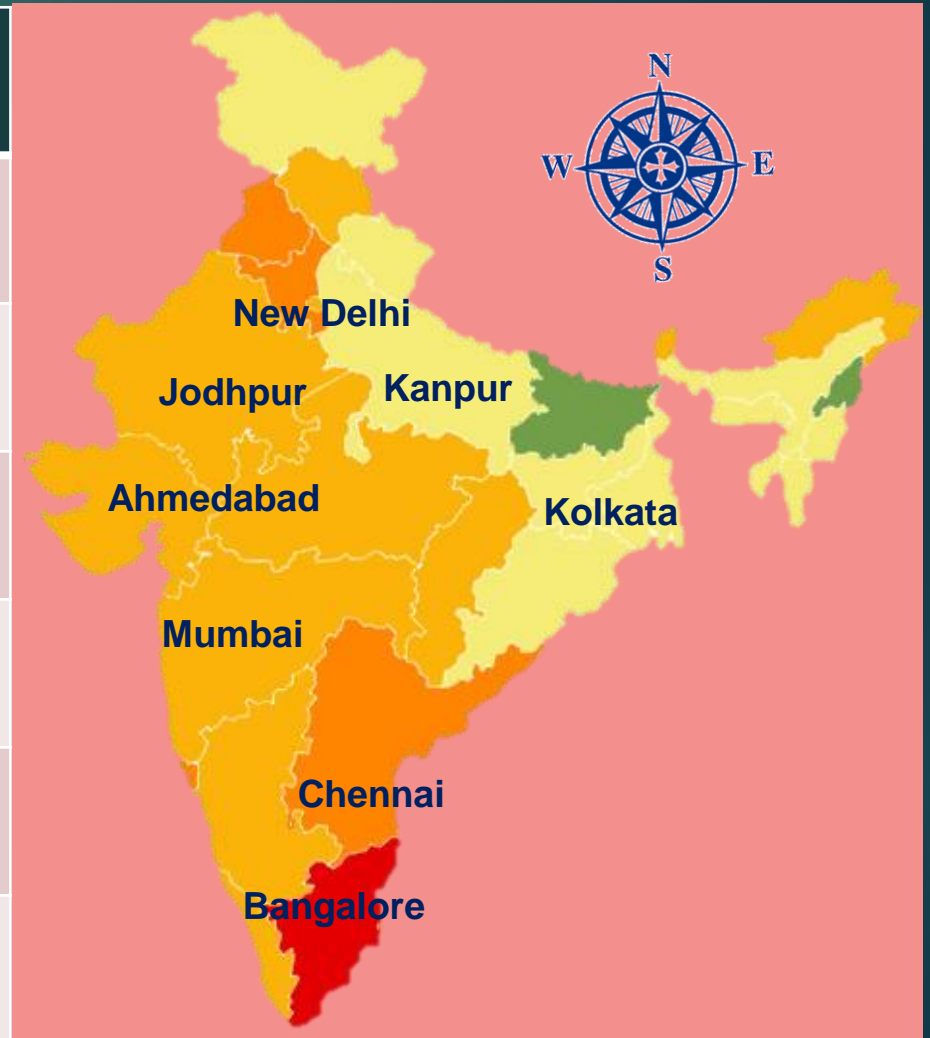 N
W E
S
New Delhi
Jodhpur Kanpur
Ahmedabad
Kolkata
Mumbai
Chennai
Bangalore